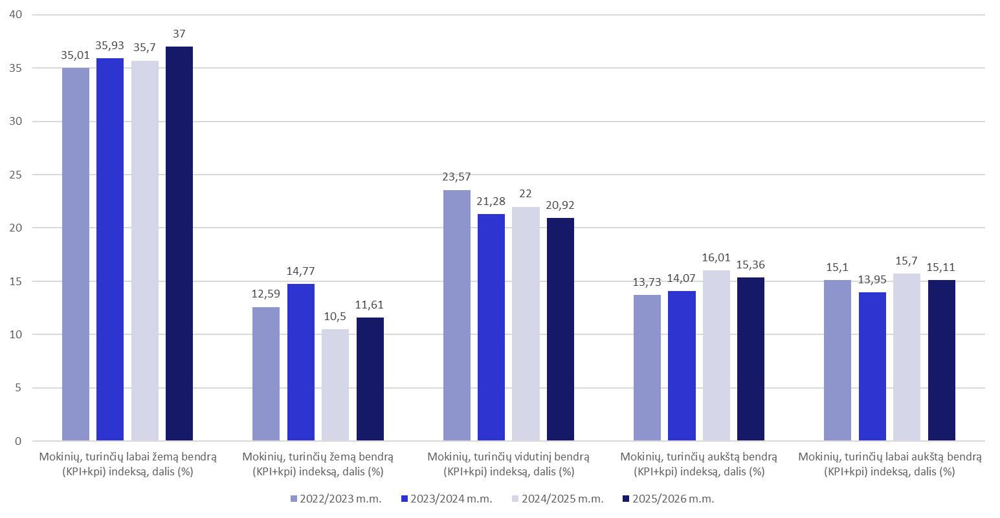 40
35
30
25
20
15
10
5
0
35,01
35,93
35,7
37
12,59
14,77
10,5
11,61
23,57
21,28
22
20,92
13,73
14,07
16,01
15,36
15,1
13,95
15,7
15,11
Mokinių, turinčių labai žemą bendrą
(KPI+kpi) indeksą, dalis (%)
Mokinių, turinčių žemą bendrą
(KPI+kpi) indeksą, dalis (%)
Mokinių, turinčių vidutinį bendrą
(KPI+kpi) indeksą, dalis (%)
Mokinių, turinčių aukštą bendrą
(KPI+kpi) indeksą, dalis (%)
Mokinių, turinčių labai aukštą bendrą
(KPI+kpi) indeksą, dalis (%)
2022/2023 m.m.
2023/2024 m.m.
2024/2025 m.m.
2025/2026 m.m.